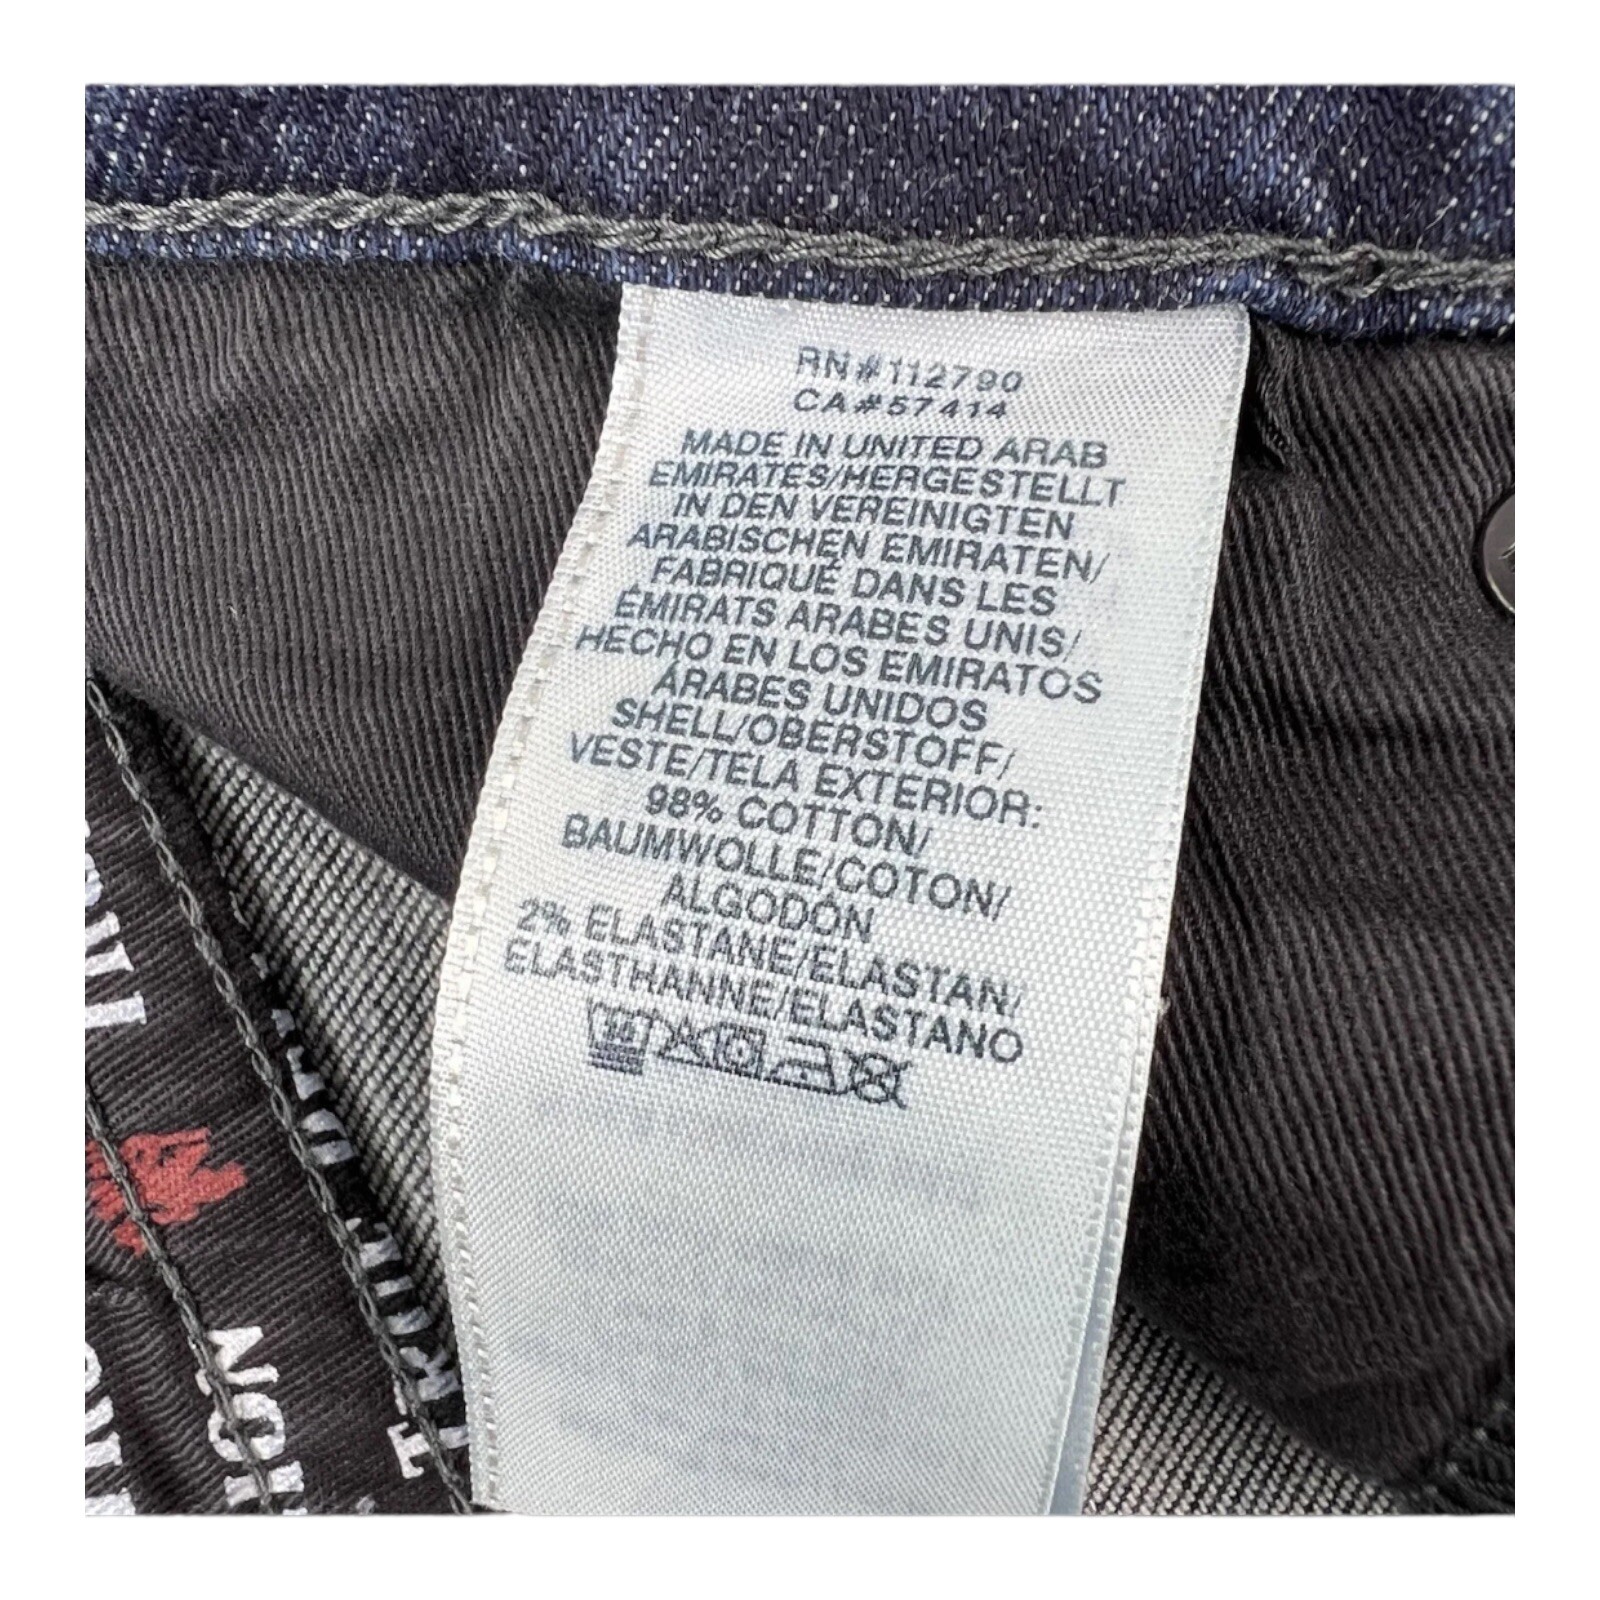 RN#112790
CA#57414
MADE IN UNITED ARAB
EMIRATES/HERGESTELLT
IN DEN VEREINIGTEN
ARABISCHEN EMIRATEN/
FABRIQUÉ DANS LES
ÉMIRATS ARABES UNIS/
HECHO EN LOS EMIRATOS
ÁRABES UNIDOS
SHELL/OBERSTOFF/
VESTE/TELA EXTERIOR:
98% COTTON/
BAUMWOLLE/COTON/
ALGODÓN
2% ELASTANE/ELASTAN/
ELASTHANNE/ELASTANO